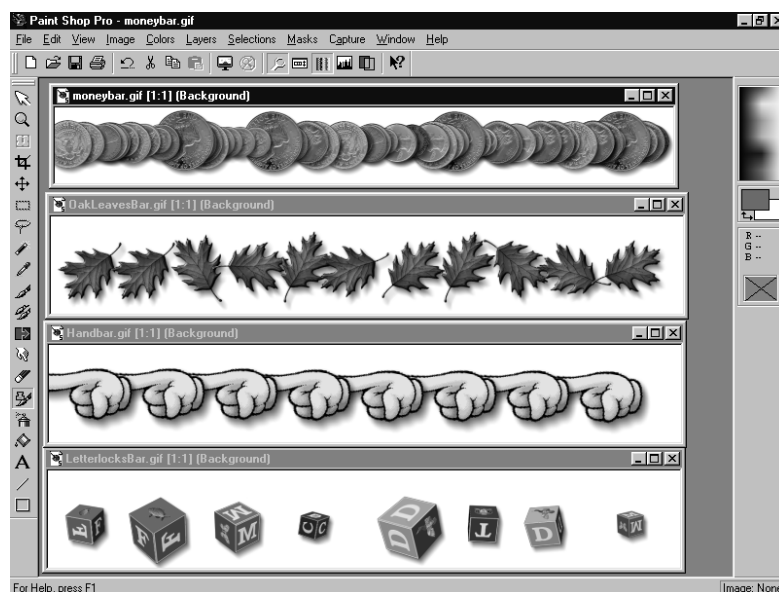 Paint Shop Pro - moneybar.gif
File Edit View Image Colors Layers Selections Masks Capture Window Help
moneybar.gif [1:1] (Background)
OakLeavesBar.gif [1:1] (Background)
R --
G --
B --
Handbar.gif [1:1] (Background)
A
LetterlocksBar.gif [1:1] (Background)
E F F E M C C D D T D M
For Help, press F1
Image: None